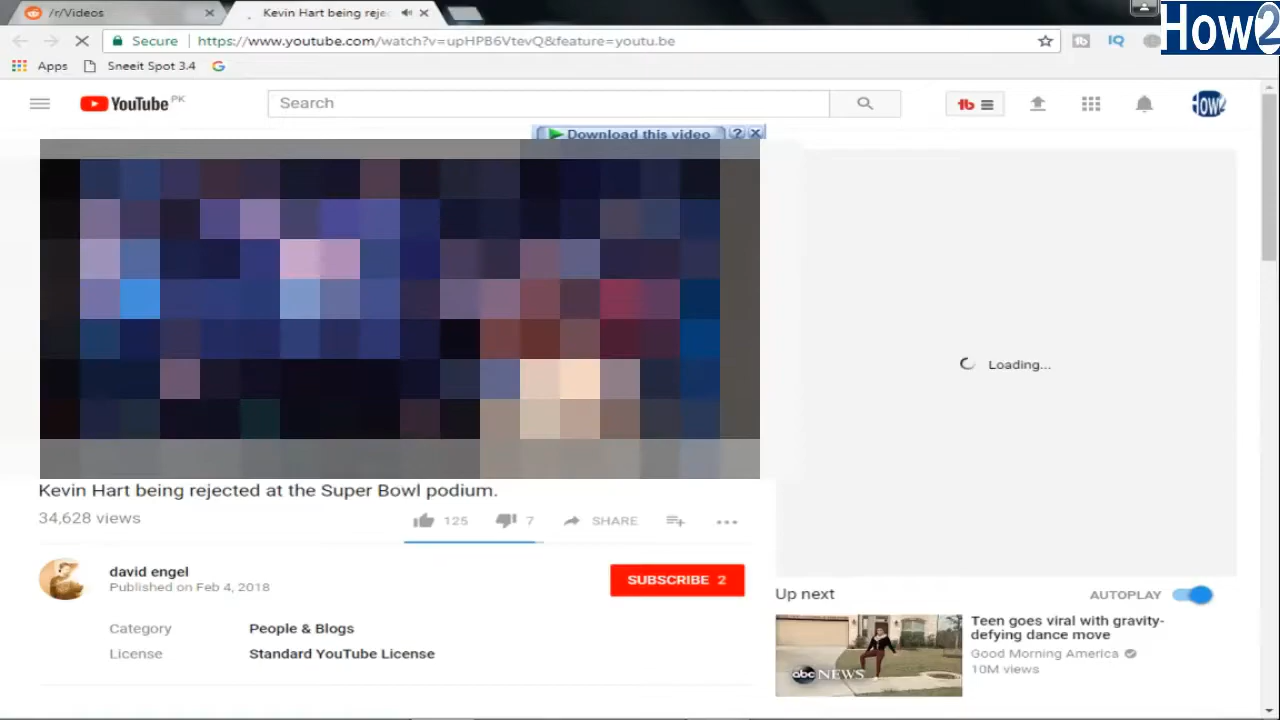 /r/Videos
Kevin Hart being reje
How2
Secure
https://www.youtube.com/watch?v=upHPB6VtevQ&feature=youtu.be
IQ
Apps
Sneeit Spot 3.4
YouTube PK
Search
HOW2
Download this video
Loading...
Kevin Hart being rejected at the Super Bowl podium.
34,628 views
125
7
SHARE
david engel
Published on Feb 4, 2018
SUBSCRIBE 2
Category
People & Blogs
License
Standard YouTube License
Up next
AUTOPLAY
Teen goes viral with gravity-
defying dance move
Good Morning America
10M views
abc NEWS